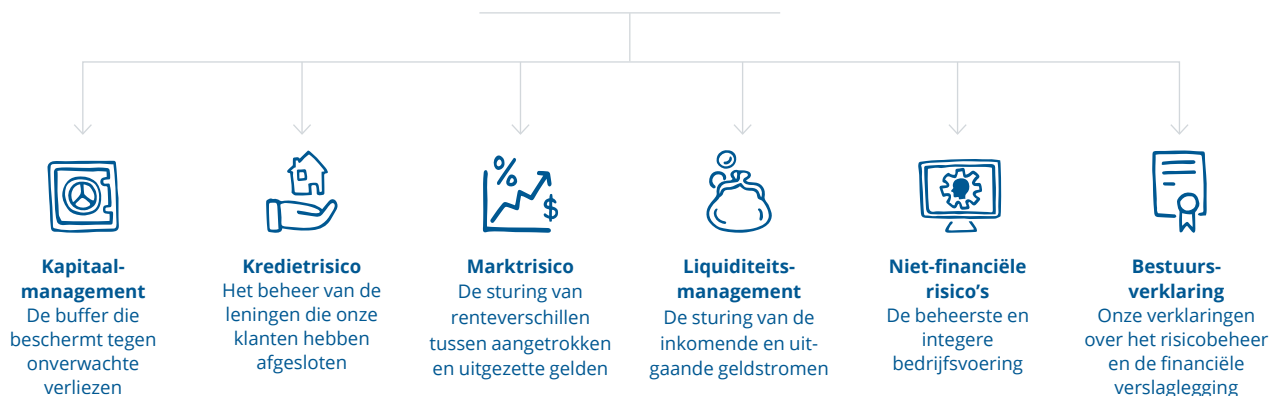 %
$
Kapitaal-
management
De buffer die
beschermt tegen
onverwachte
verliezen
Kredietrisico
Het beheer van de
leningen die onze
klanten hebben
afgesloten
Marktrisico
De sturing van
renteverschillen
tussen aangetrokken
en uitgezette gelden
Liquiditeits-
management
De sturing van de
inkomende en uit-
gaande geldstromen
Niet-financiële
risico’s
De beheerste en
integere
bedrijfsvoering
Bestuurs-
verklaring
Onze verklaringen
over het risicobeheer
en de financiële
verslaglegging